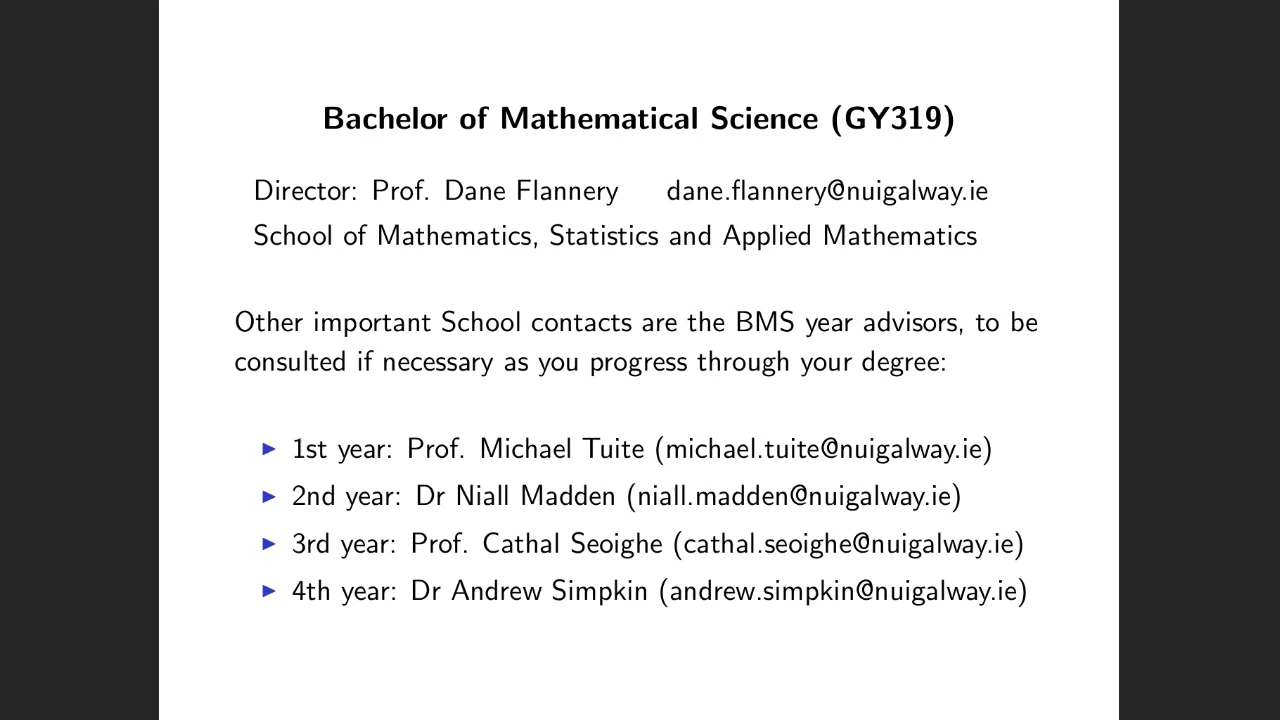 Bachelor of Mathematical Science (GY319)
Director: Prof. Dane Flannery dane.flannery@nuigalway.ie
School of Mathematics, Statistics and Applied Mathematics
Other important School contacts are the BMS year advisors, to be
consulted if necessary as you progress through your degree:
▶ 1st year: Prof. Michael Tuite (michael.tuite@nuigalway.ie)
▶ 2nd year: Dr Niall Madden (niall.madden@nuigalway.ie)
▶ 3rd year: Prof. Cathal Seoighe (cathal.seoighe@nuigalway.ie)
▶ 4th year: Dr Andrew Simpkin (andrew.simpkin@nuigalway.ie)